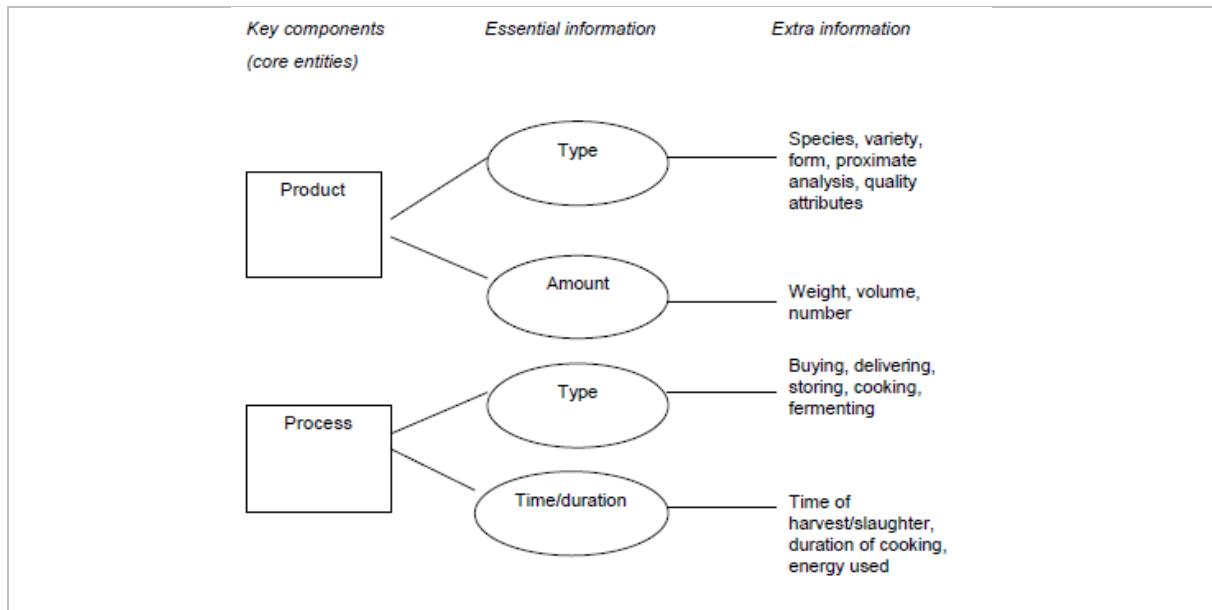 Key components
(core entities)
Essential information
Extra information
Product
Type
Species, variety,
form, proximate
analysis, quality
attributes
Amount
Weight, volume,
number
Process
Type
Buying, delivering,
storing, cooking,
fermenting
Time/duration
Time of
harvest/slaughter,
duration of cooking,
energy used